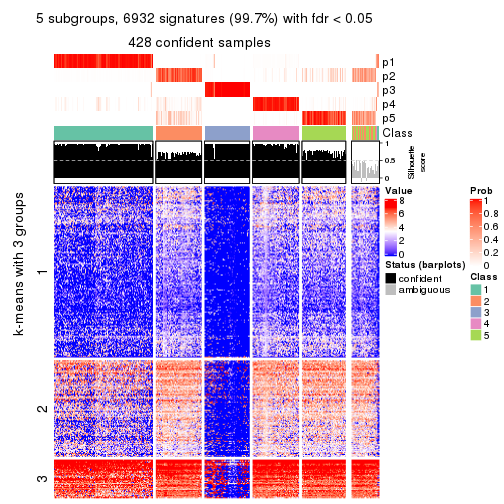 5 subgroups, 6932 signatures (99.7%) with fdr < 0.05
428 confident samples
p1
p2
p3
p4
p5
Class
1
0.5
0
Silhouette
score
k-means with 3 groups
1
2
3
Value
8
6
4
2
0
Status (barplots)
confident
ambiguous
Prob
1
0.8
0.6
0.4
0.2
0
Class
1
2
3
4
5